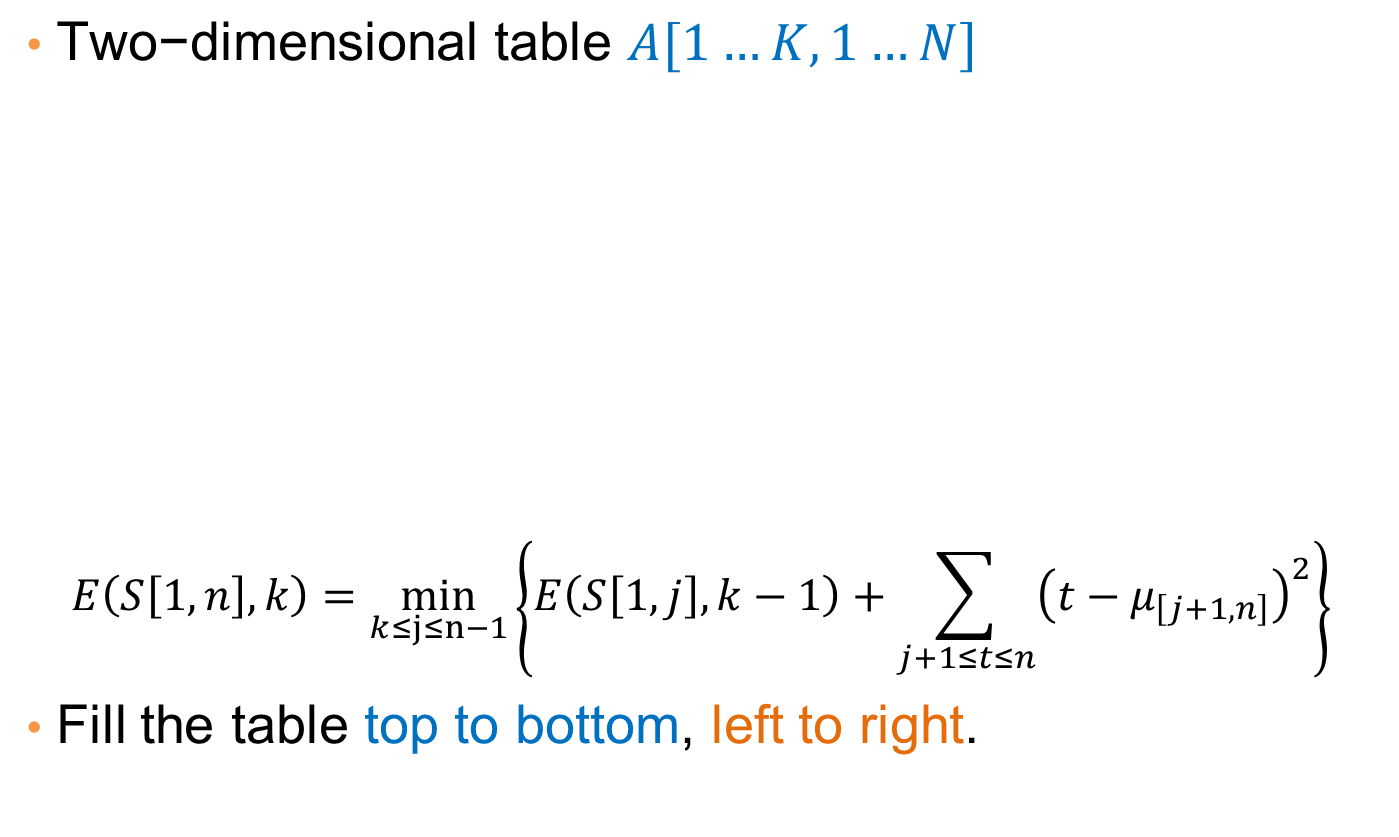 • Two−dimensional table A[1 … K, 1 … N]
E(S[1, n], k) = min_{k≤j≤n−1} { E(S[1, j], k − 1) + ∑_{j+1≤t≤n} (t − μ_{[j+1,n]})² }
• Fill the table top to bottom, left to right.